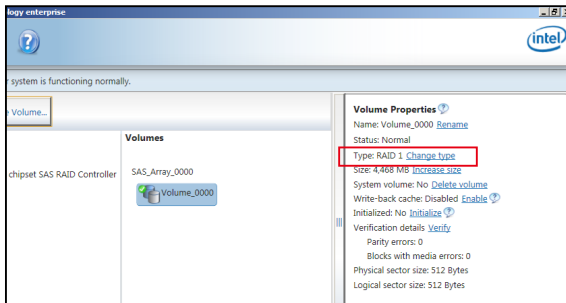 ology enterprise
intel
r system is functioning normally.
e Volume...
Volumes
chipset SAS RAID Controller
SAS_Array_0000
Volume_0000
Volume Properties
Name: Volume_0000 Rename
Status: Normal
Type: RAID 1 Change type
Size: 4,468 MB Increase size
System volume: No Delete volume
Write-back cache: Disabled Enable
Initialized: No Initialize
Verification details Verify
Parity errors: 0
Blocks with media errors: 0
Physical sector size: 512 Bytes
Logical sector size: 512 Bytes